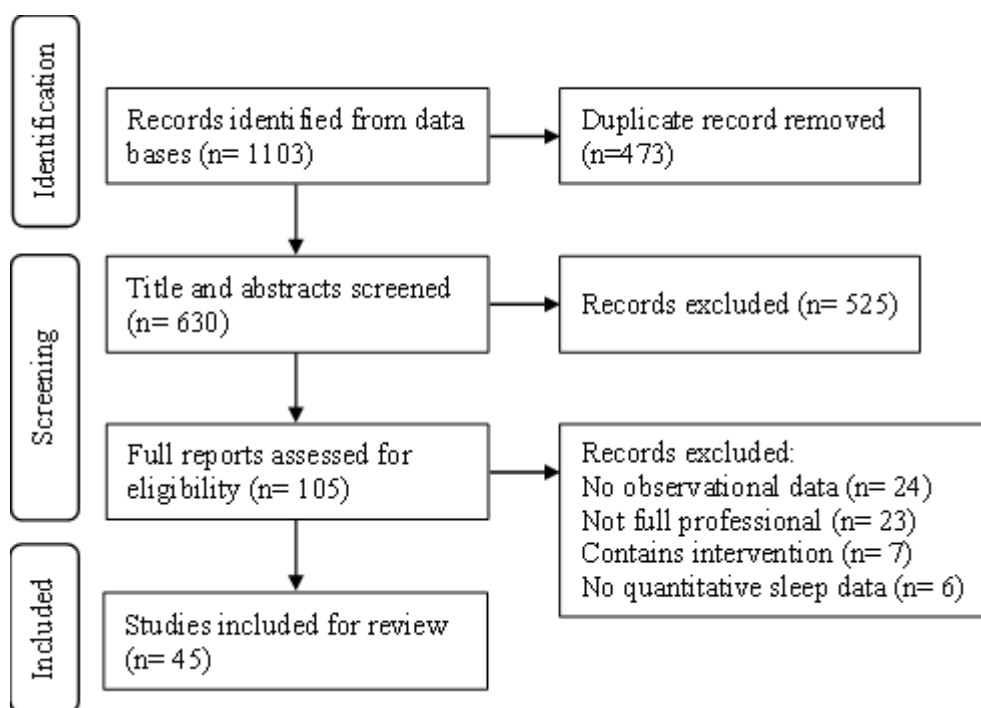 Identification
Records identified from data
bases (n= 1103)
Duplicate record removed
(n=473)
Screening
Title and abstracts screened
(n= 630)
Records excluded (n= 525)
Full reports assessed for
eligibility (n= 105)
Records excluded:
No observational data (n= 24)
Not full professional (n= 23)
Contains intervention (n= 7)
No quantitative sleep data (n= 6)
Included
Studies included for review
(n= 45)